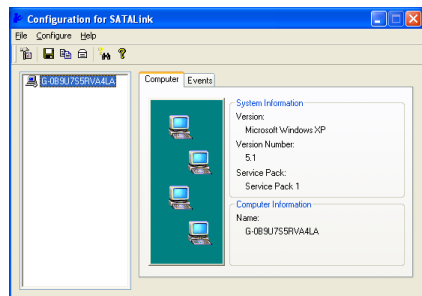 Configuration for SATALink
File Configure Help
G-0B9U7S5RVA4LA
Computer Events
System Information
Version:
Microsoft Windows XP
Version Number:
5.1
Service Pack:
Service Pack 1
Computer Information
Name:
G-0B9U7S5RVA4LA